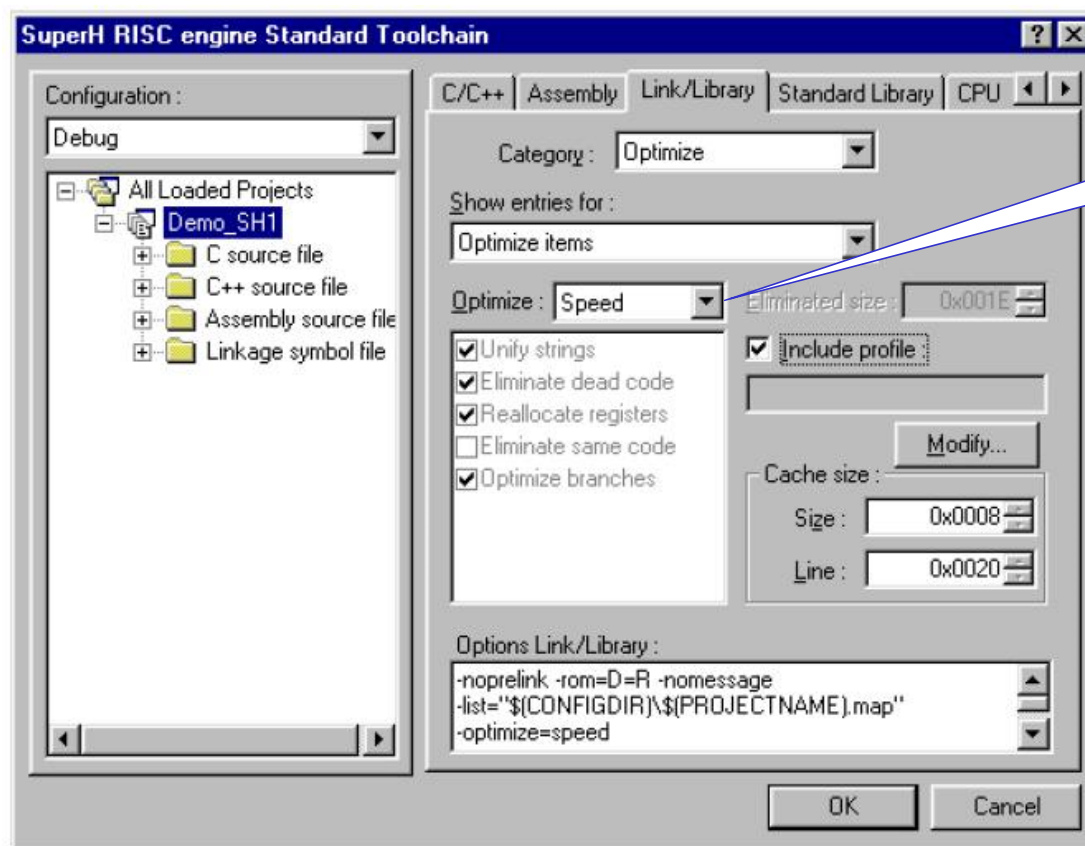 SuperH RISC engine Standard Toolchain
Configuration :
Debug
All Loaded Projects
Demo_SH1
C source file
C++ source file
Assembly source file
Linkage symbol file
C/C++ Assembly Link/Library Standard Library CPU
Category : Optimize
Show entries for :
Optimize items
Optimize : Speed
Eliminated size : 0x001E
Unify strings
Eliminate dead code
Reallocate registers
Eliminate same code
Optimize branches
Include profile :
Modify...
Cache size :
Size : 0x0008
Line : 0x0020
Options Link/Library :
-noprelink -rom=D=R -nomessage
-list="$(CONFIGDIR)\$(PROJECTNAME).map"
-optimize=speed
OK Cancel